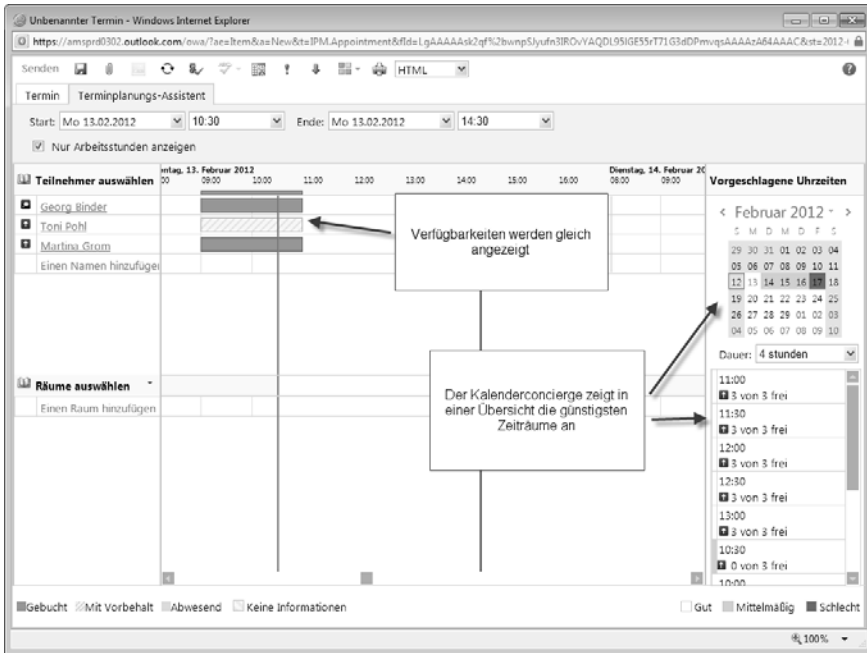 Unbenannter Termin - Windows Internet Explorer
https://amsprd0302.outlook.com/owa/?ae=Item&a=New&t=IPM.Appointment&fId=
Senden HTML
Termin Terminplanungs-Assistent
Start: Mo 13.02.2012 10:30 Ende: Mo 13.02.2012 14:30
Nur Arbeitsstunden anzeigen
Teilnehmer auswählen
ntag, 13. Februar 2012 Dienstag, 14. Februar 20
00 09:00 10:00 11:00 12:00 13:00 14:00 15:00 16:00 08:00 09:00
Georg Binder
Toni Pohl
Martina Grom
Einen Namen hinzufüge
Räume auswählen
Einen Raum hinzufügen
Verfügbarkeiten werden gleich
angezeigt
Der Kalenderconcierge zeigt in
einer Übersicht die günstigsten
Zeiträume an
Vorgeschlagene Uhrzeiten
Februar 2012
S M D M D F S
29 30 31 01 02 03 04
05 06 07 08 09 10 11
12 13 14 15 16 17 18
19 20 21 22 23 24 25
26 27 28 29 01 02 03
04 05 06 07 08 09 10
Dauer: 4 stunden
11:00
3 von 3 frei
11:30
3 von 3 frei
12:00
3 von 3 frei
12:30
3 von 3 frei
13:00
3 von 3 frei
10:30
0 von 3 frei
10:00
Gebucht Mit Vorbehalt Abwesend Keine Informationen Gut Mittelmäßig Schlecht
100%